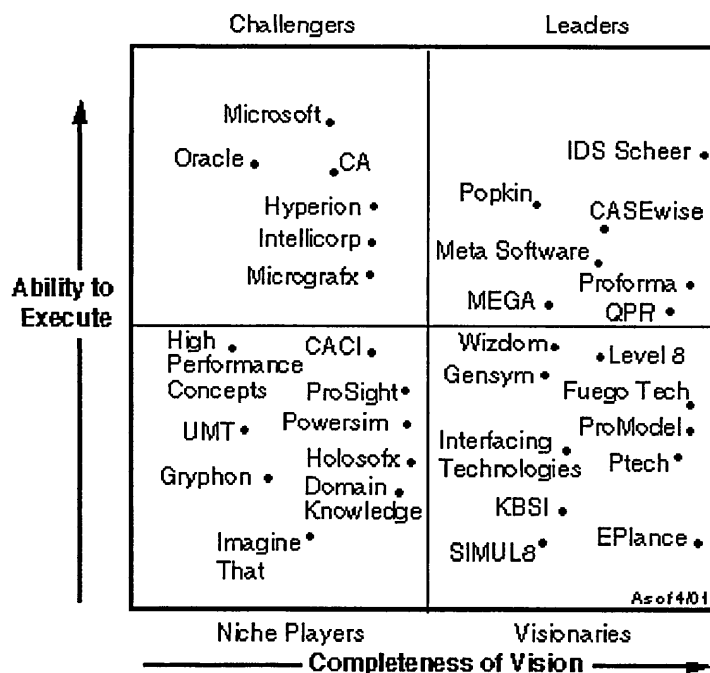 Challengers
Leaders
Microsoft
Oracle
CA
Hyperion
Intellicorp
Micrografx
IDS Scheer
Popkin
CASEwise
Meta Software
Proforma
MEGA
QPR
Ability to
Execute
High
Performance
Concepts
CACI
ProSight
UMT
Powersim
Gryphon
Holosofx
Domain
Knowledge
Imagine
That
Wizdom
Level 8
Gensym
Fuego Tech
ProModel
Interfacing
Technologies
Ptech
KBSI
SIMUL8
EPlance
As of 4/01
Niche Players
Visionaries
Completeness of Vision